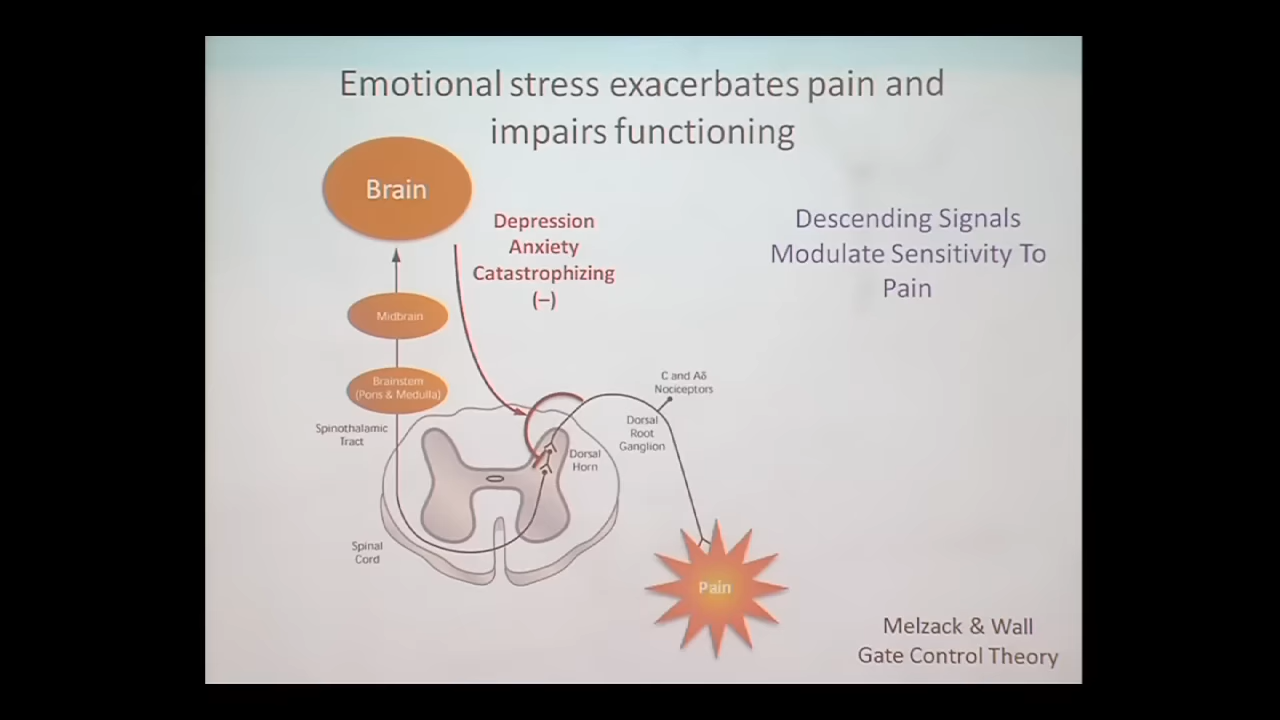 Emotional stress exacerbates pain and
impairs functioning
Brain
Depression
Anxiety
Catastrophizing
(–)
Descending Signals
Modulate Sensitivity To
Pain
Midbrain
Brainstem
(Pons & Medulla)
Spinothalamic
Tract
C and Aδ
Nociceptors
Dorsal
Root
Ganglion
Dorsal
Horn
Spinal
Cord
Pain
Melzack & Wall
Gate Control Theory